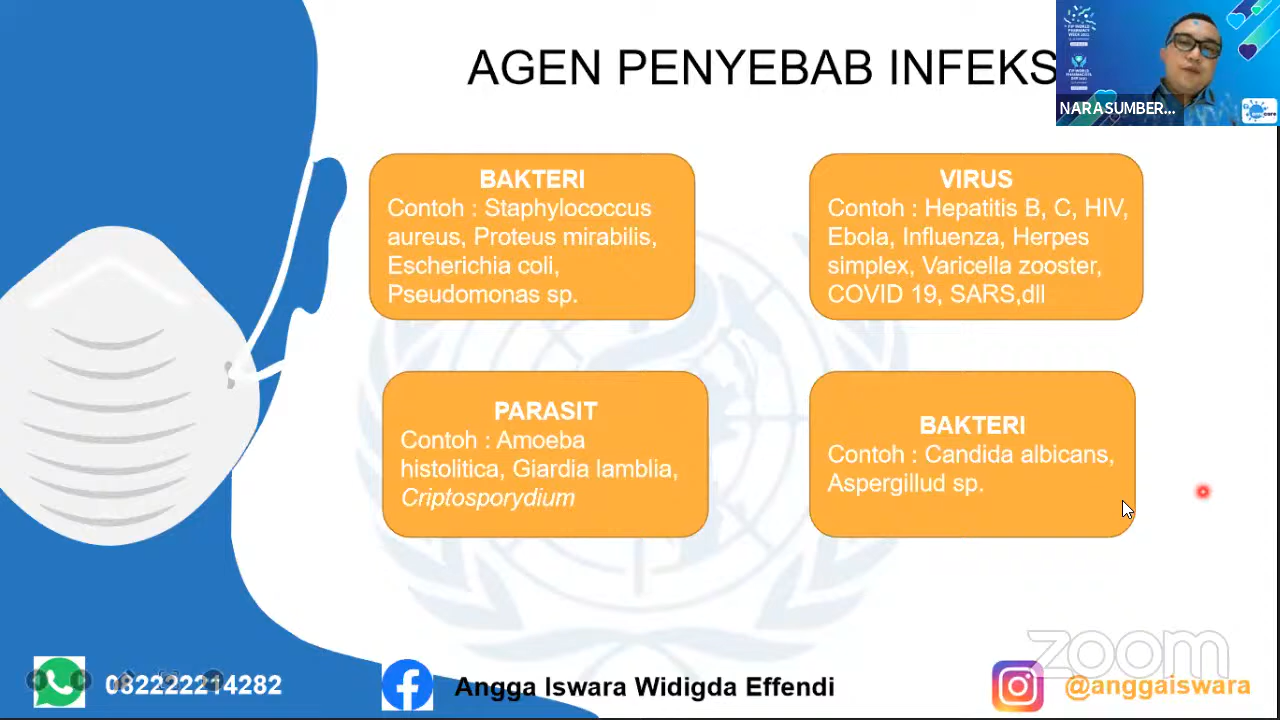 AGEN PENYEBAB INFEKS
NARASUMBER...
BAKTERI
Contoh : Staphylococcus
aureus, Proteus mirabilis,
Escherichia coli,
Pseudomonas sp.
VIRUS
Contoh : Hepatitis B, C, HIV,
Ebola, Influenza, Herpes
simplex, Varicella zooster,
COVID 19, SARS,dll
PARASIT
Contoh : Amoeba
histolitica, Giardia lamblia,
Criptosporydium
BAKTERI
Contoh : Candida albicans,
Aspergillud sp.
zoom
082222214282
Angga Iswara Widigda Effendi
@anggaiswara